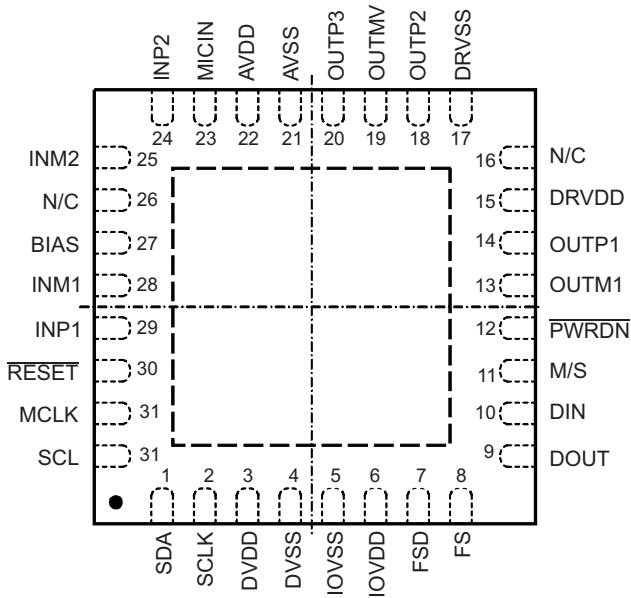 INP2
MICIN
AVDD
AVSS
OUTP3
OUTMV
OUTP2
DRVSS
24
23
22
21
20
19
18
17
INM2 25
N/C 26
BIAS 27
INM1 28
INP1 29
RESET 30
MCLK 31
SCL 31
16 N/C
15 DRVDD
14 OUTP1
13 OUTM1
12 PWRDN
11 M/S
10 DIN
9 DOUT
1
2
3
4
5
6
7
8
SDA
SCLK
DVDD
DVSS
IOVSS
IOVDD
FSD
FS